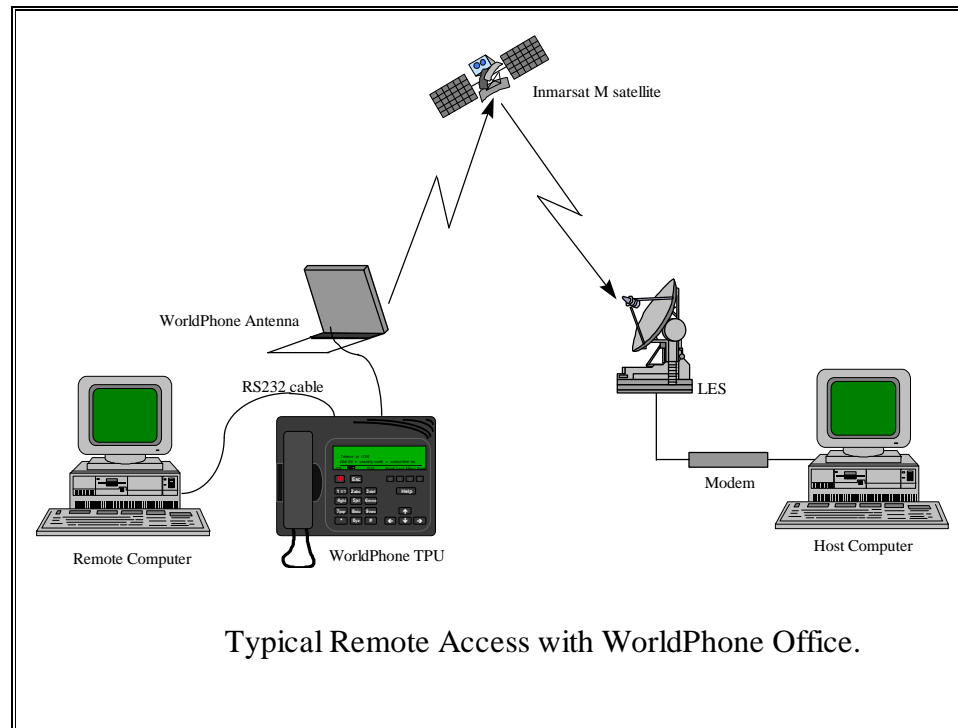 Inmarsat M satellite
WorldPhone Antenna
RS232 cable
LES
Esc
Help
Modem
Remote Computer
WorldPhone TPU
Host Computer
Typical Remote Access with WorldPhone Office.